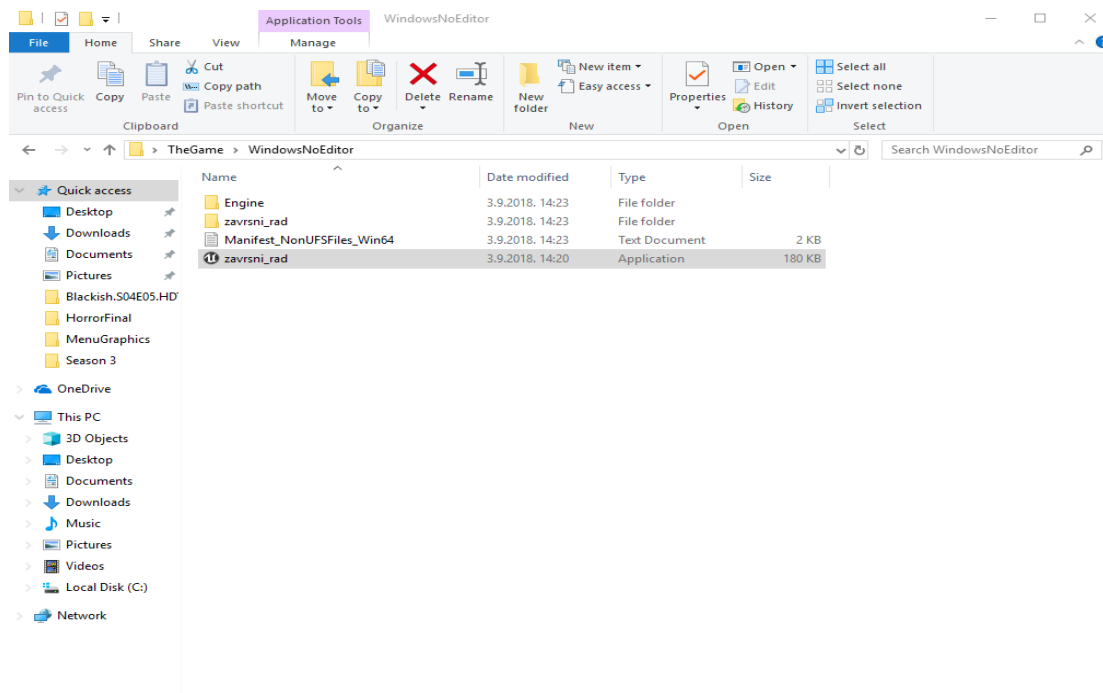 Application Tools WindowsNoEditor
File Home Share View Manage
Pin to Quick access
Copy
Paste
Cut
Copy path
Paste shortcut
Clipboard
Move to
Copy to
Delete
Rename
Organize
New folder
New item
Easy access
New
Properties
Open
Edit
History
Open
Select all
Select none
Invert selection
Select
TheGame WindowsNoEditor
Search WindowsNoEditor
Name Date modified Type Size
Engine 3.9.2018. 14:23 File folder
zavrsni_rad 3.9.2018. 14:23 File folder
Manifest_NonUFSFiles_Win64 3.9.2018. 14:23 Text Document 2 KB
zavrsni_rad 3.9.2018. 14:20 Application 180 KB
Quick access
Desktop
Downloads
Documents
Pictures
Blackish.S04E05.HD
HorrorFinal
MenuGraphics
Season 3
OneDrive
This PC
3D Objects
Desktop
Documents
Downloads
Music
Pictures
Videos
Local Disk (C:)
Network